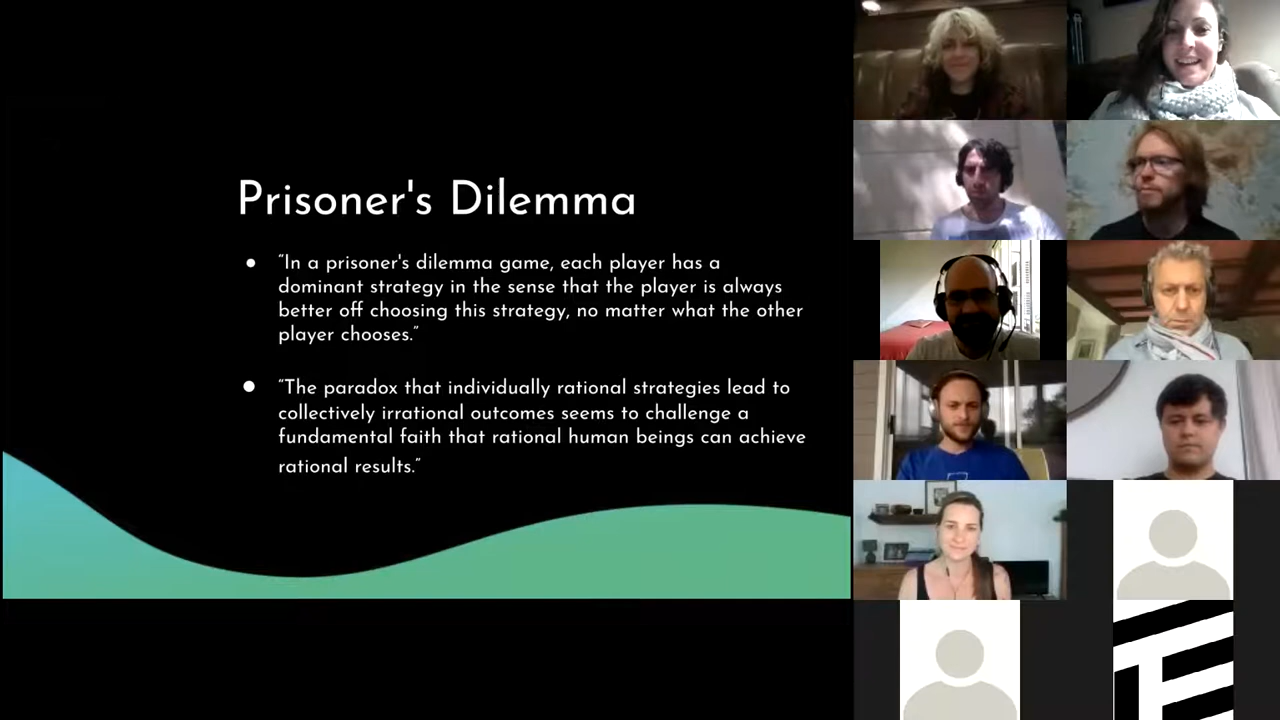 Prisoner's Dilemma
● “In a prisoner's dilemma game, each player has a
dominant strategy in the sense that the player is always
better off choosing this strategy, no matter what the other
player chooses.”
● “The paradox that individually rational strategies lead to
collectively irrational outcomes seems to challenge a
fundamental faith that rational human beings can achieve
rational results.”